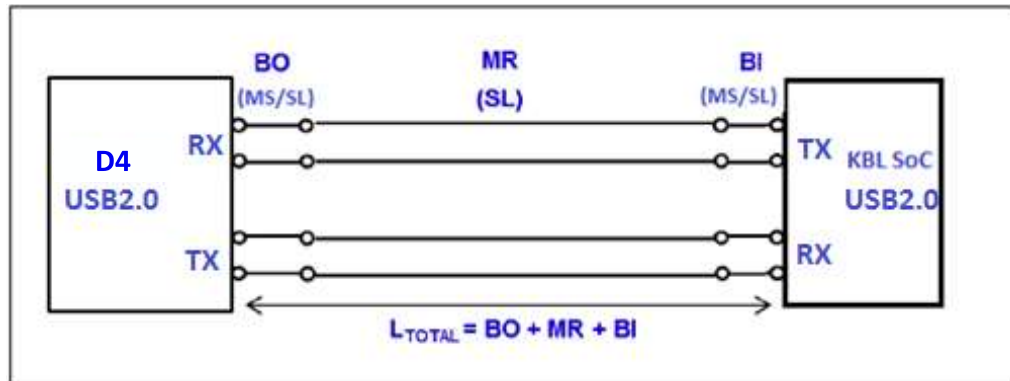 BO MR BI
(MS/SL) (SL) (MS/SL)
RX TX
D4 KBL SoC
USB2.0 USB2.0
TX RX
L_TOTAL = BO + MR + BI